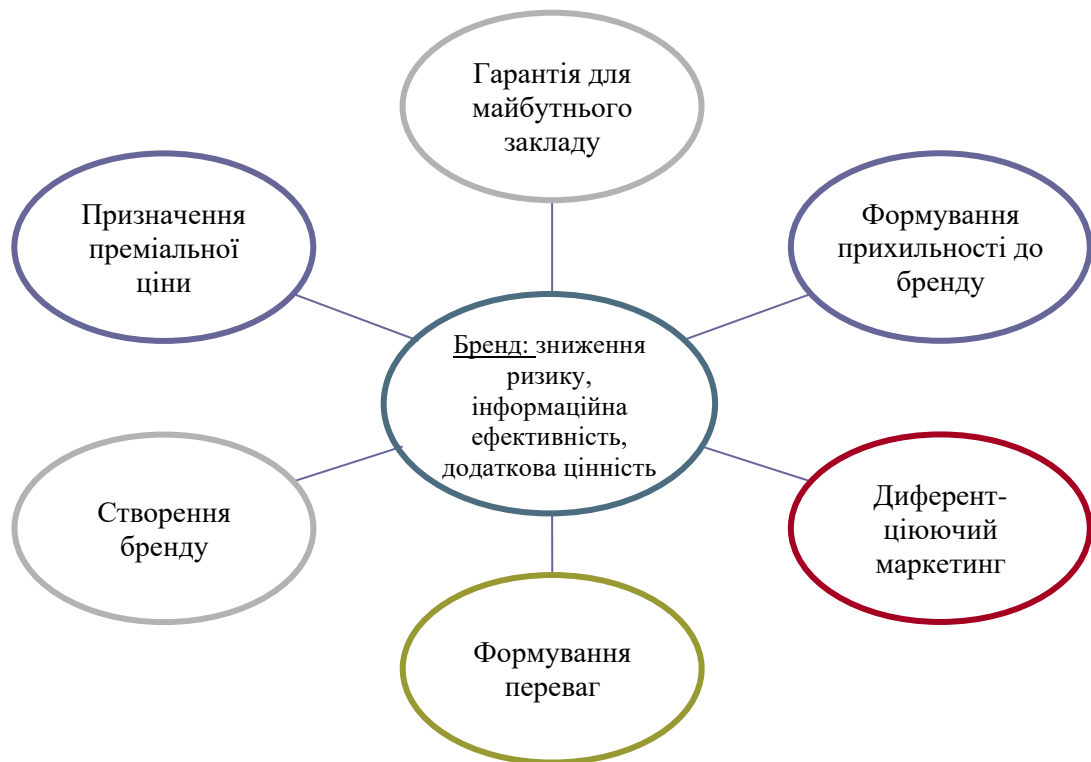 Гарантія для
майбутнього
закладу
Призначення
преміальної
ціни
Формування
прихильності до
бренду
Бренд: зниження
ризику,
інформаційна
ефективність,
додаткова цінність
Створення
бренду
Диферент-
ціюючий
маркетинг
Формування
переваг